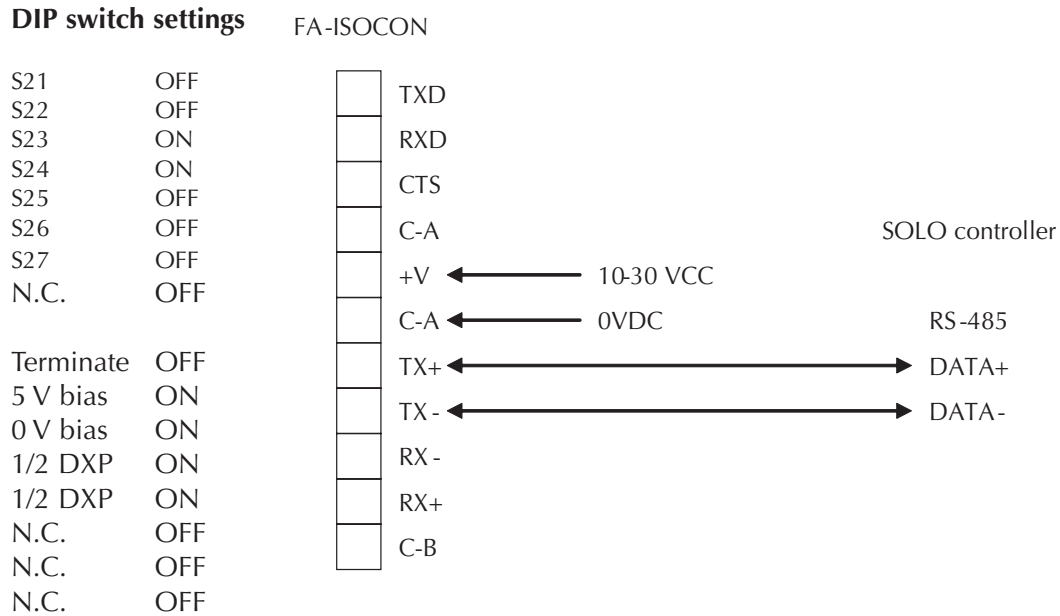 DIP switch settings
FA-ISOCON
S21 OFF
S22 OFF
S23 ON
S24 ON
S25 OFF
S26 OFF
S27 OFF
N.C. OFF
Terminate OFF
5 V bias ON
0 V bias ON
1/2 DXP ON
1/2 DXP ON
N.C. OFF
N.C. OFF
N.C. OFF
TXD
RXD
CTS
C-A
+V 10-30 VCC
C-A 0VDC
TX+
TX-
RX-
RX+
C-B
SOLO controller
RS-485
DATA+
DATA-